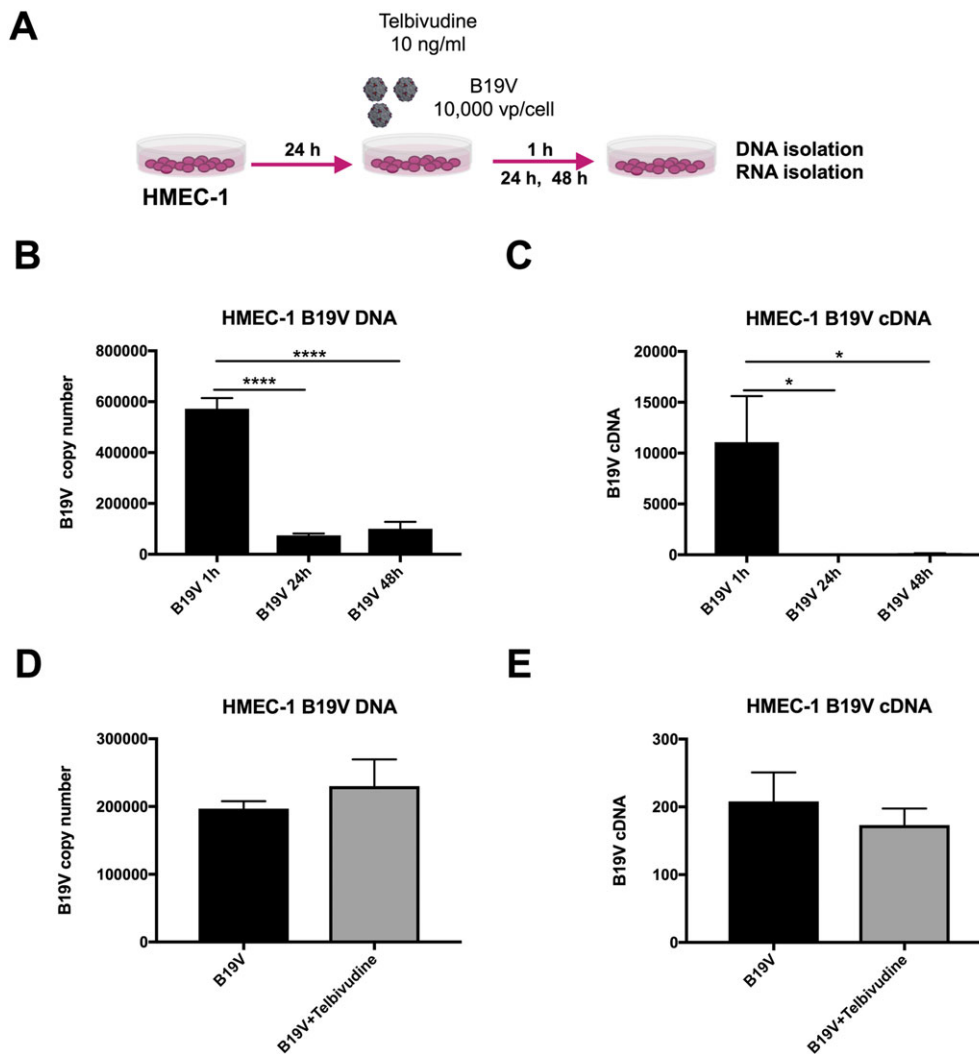 A
Telbivudine
10 ng/ml
B19V
10,000 vp/cell
24 h
1 h
24 h, 48 h
DNA isolation
RNA isolation
HMEC-1
B
HMEC-1 B19V DNA
B19V copy number
800000
600000
400000
200000
0
****
****
B19V 1h
B19V 24h
B19V 48h
C
HMEC-1 B19V cDNA
B19V cDNA
20000
15000
10000
5000
0
*
*
B19V 1h
B19V 24h
B19V 48h
D
HMEC-1 B19V DNA
B19V copy number
300000
200000
100000
0
B19V
B19V+Telbivudine
E
HMEC-1 B19V cDNA
B19V cDNA
300
200
100
0
B19V
B19V+Telbivudine